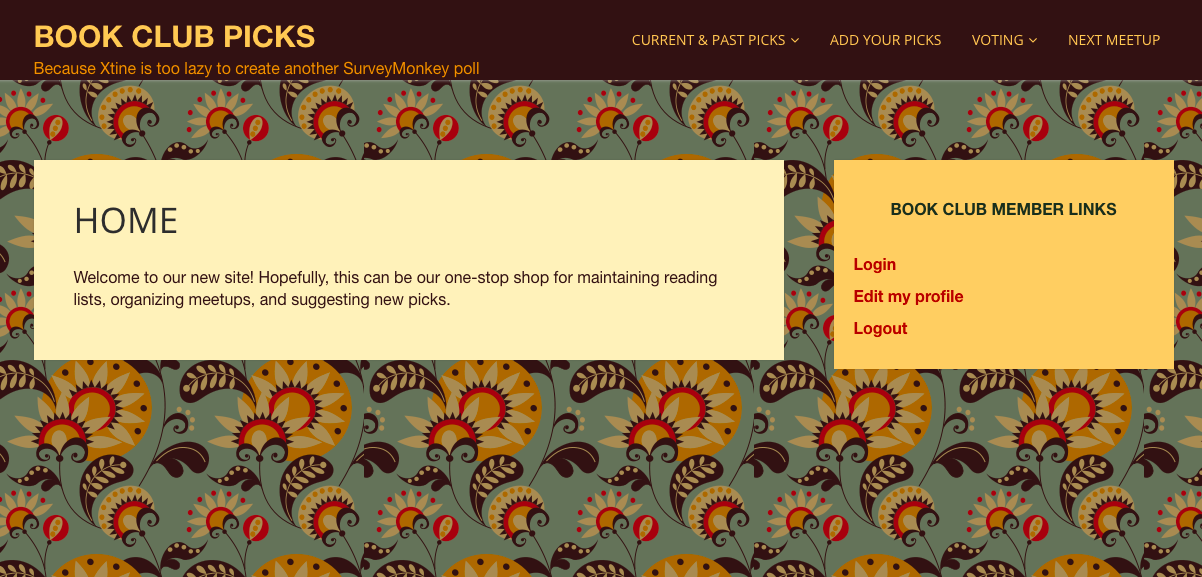 BOOK CLUB PICKS
Because Xtine is too lazy to create another SurveyMonkey poll
CURRENT & PAST PICKS
ADD YOUR PICKS
VOTING
NEXT MEETUP
HOME
Welcome to our new site! Hopefully, this can be our one-stop shop for maintaining reading
lists, organizing meetups, and suggesting new picks.
BOOK CLUB MEMBER LINKS
Login
Edit my profile
Logout